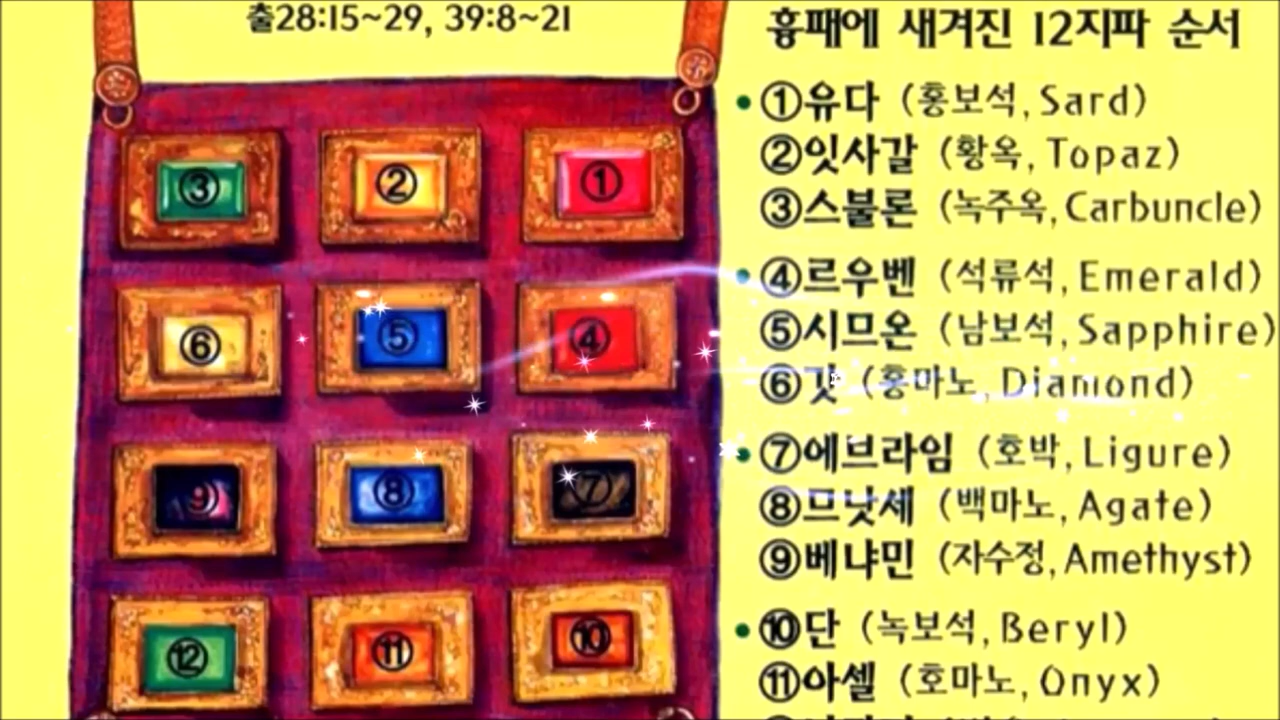 출28:15~29, 39:8~21
흉패에 새겨진 12지파 순서
③ ② ①
⑥ ⑤ ④
⑨ ⑧ ⑦
⑫ ⑪ ⑩
①유다 (홍보석, Sard)
②잇사갈 (황옥, Topaz)
③스불론 (녹주옥, Carbuncle)
④르우벤 (석류석, Emerald)
⑤시므온 (남보석, Sapphire)
⑥갓 (홍마노, Diamond)
⑦에브라임 (호박, Ligure)
⑧므낫세 (백마노, Agate)
⑨베냐민 (자수정, Amethyst)
⑩단 (녹보석, Beryl)
⑪아셀 (호마노, Onyx)